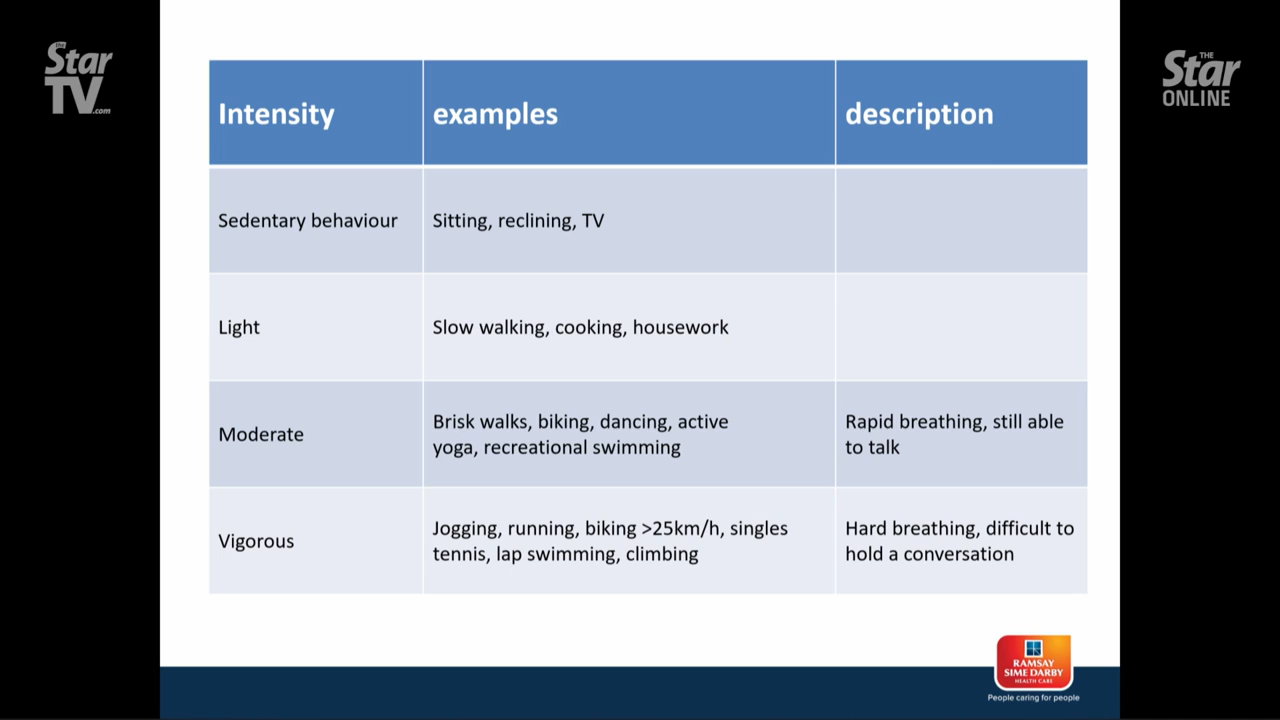 THE
Star
TV.com
THE
Star
ONLINE
Intensity
examples
description
Sedentary behaviour
Sitting, reclining, TV
Light
Slow walking, cooking, housework
Moderate
Brisk walks, biking, dancing, active
yoga, recreational swimming
Rapid breathing, still able
to talk
Vigorous
Jogging, running, biking >25km/h, singles
tennis, lap swimming, climbing
Hard breathing, difficult to
hold a conversation
RAMSAY
SIME DARBY
HEALTH CARE
People caring for people